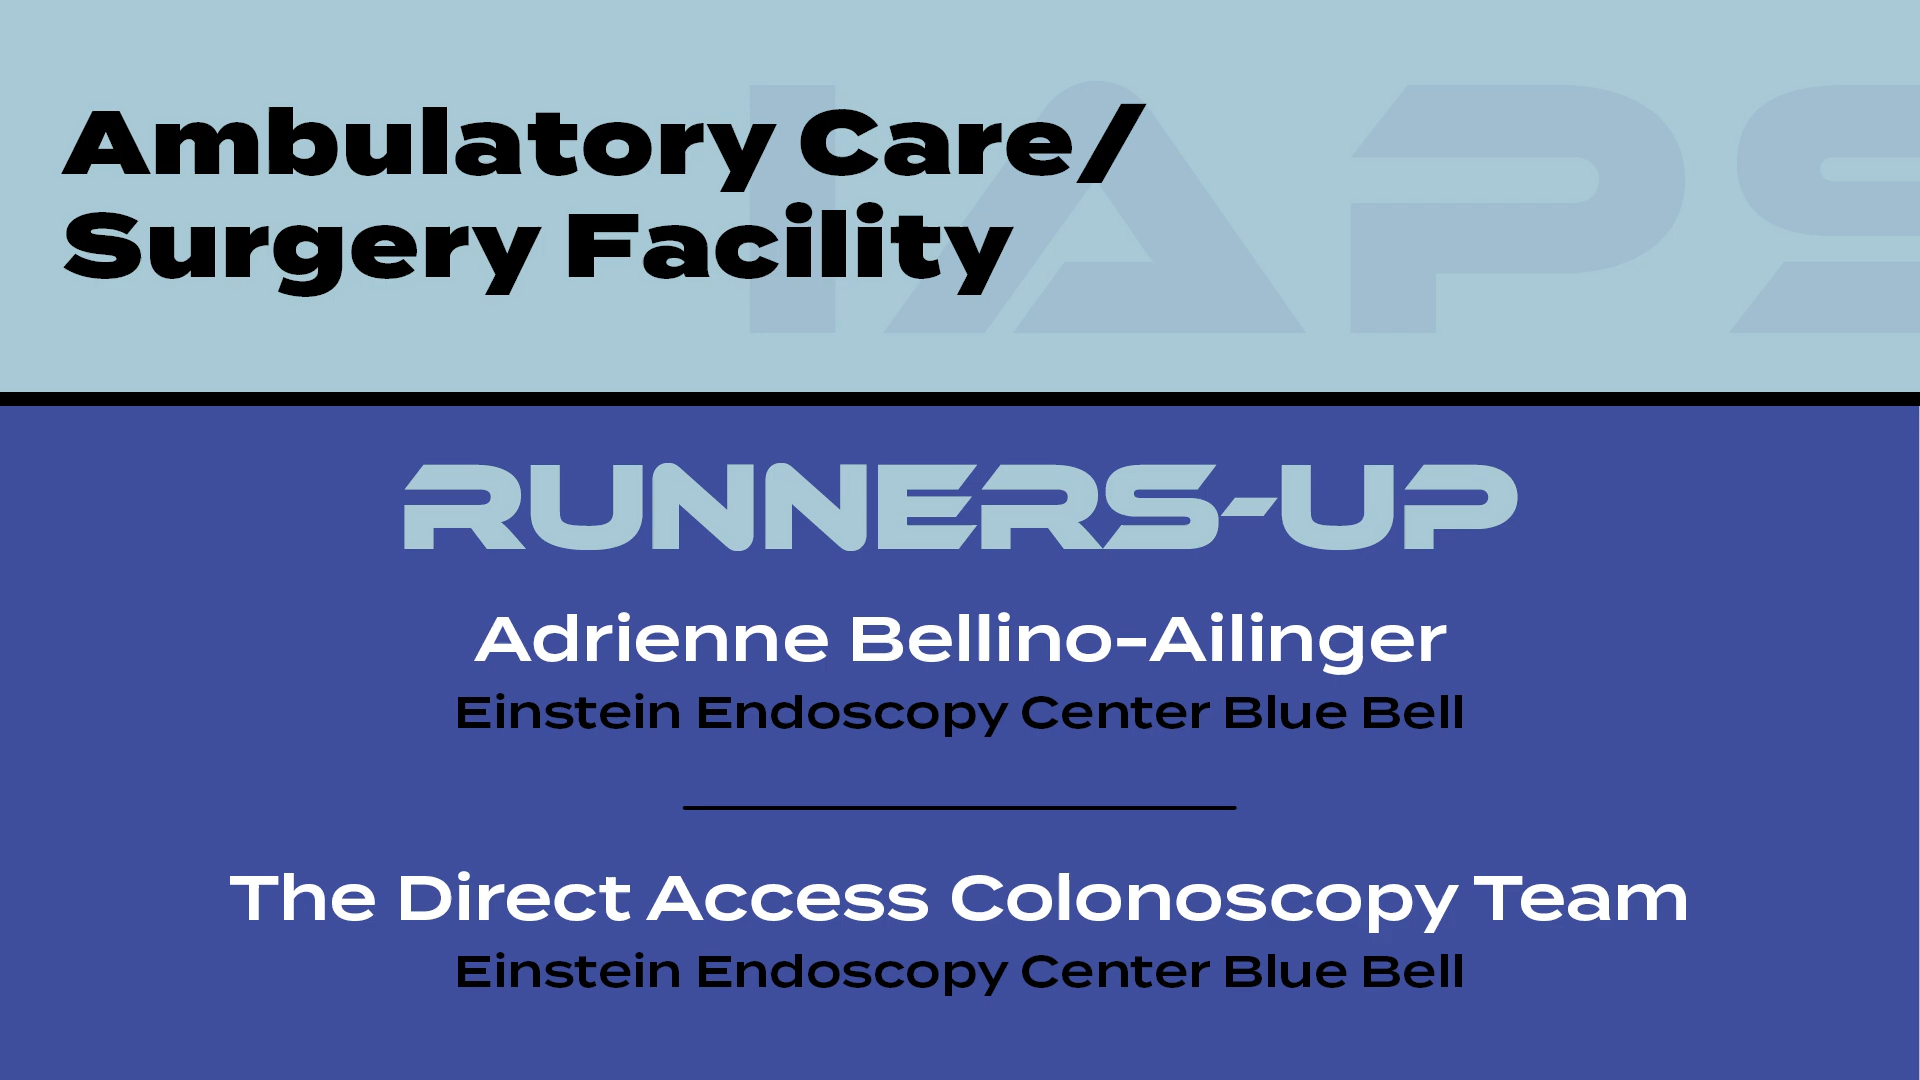 Ambulatory Care/
Surgery Facility
IAPS
RUNNERS-UP
Adrienne Bellino-Ailinger
Einstein Endoscopy Center Blue Bell
The Direct Access Colonoscopy Team
Einstein Endoscopy Center Blue Bell